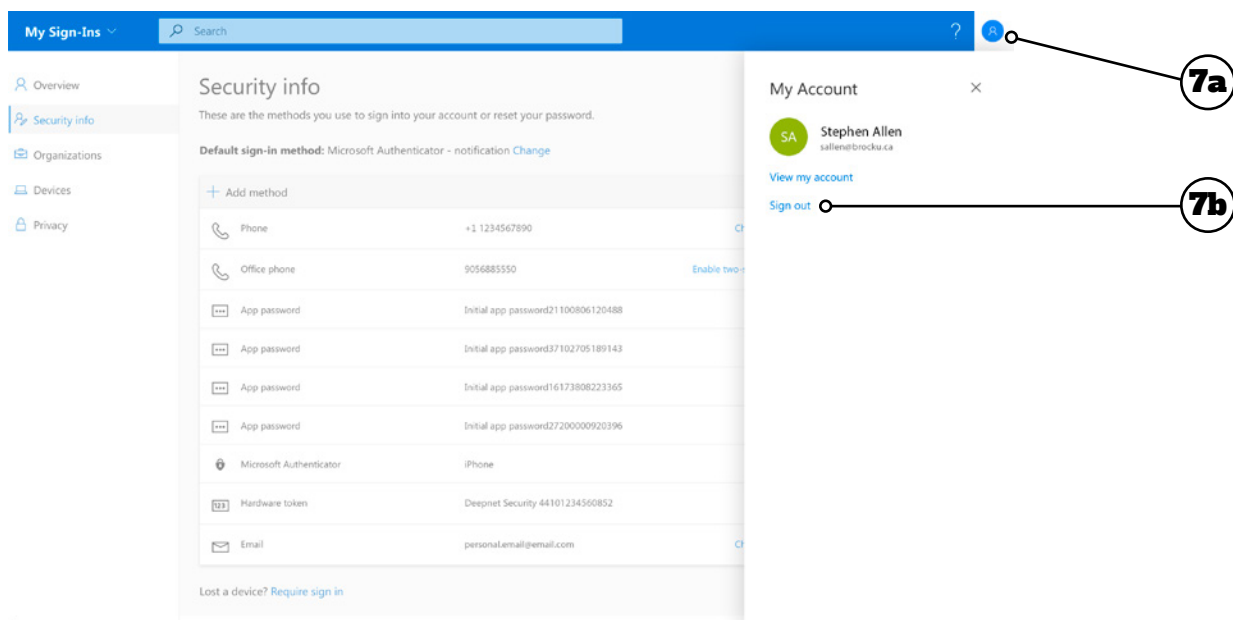 My Sign-Ins
Search
?
7a
Overview
Security info
Organizations
Devices
Privacy
Security info
These are the methods you use to sign into your account or reset your password.
Default sign-in method: Microsoft Authenticator - notification Change
Add method
Phone +1 1234567890 Ch
Office phone 9056885550 Enable two-s
App password Initial app password21100806120488
App password Initial app password37102705189143
App password Initial app password16173808223365
App password Initial app password27200000920396
Microsoft Authenticator iPhone
123 Hardware token Deepnet Security 44101234560852
Email personal.email@email.com Ch
Lost a device? Require sign in
My Account
SA Stephen Allen
sallen@brocku.ca
View my account
Sign out
7b